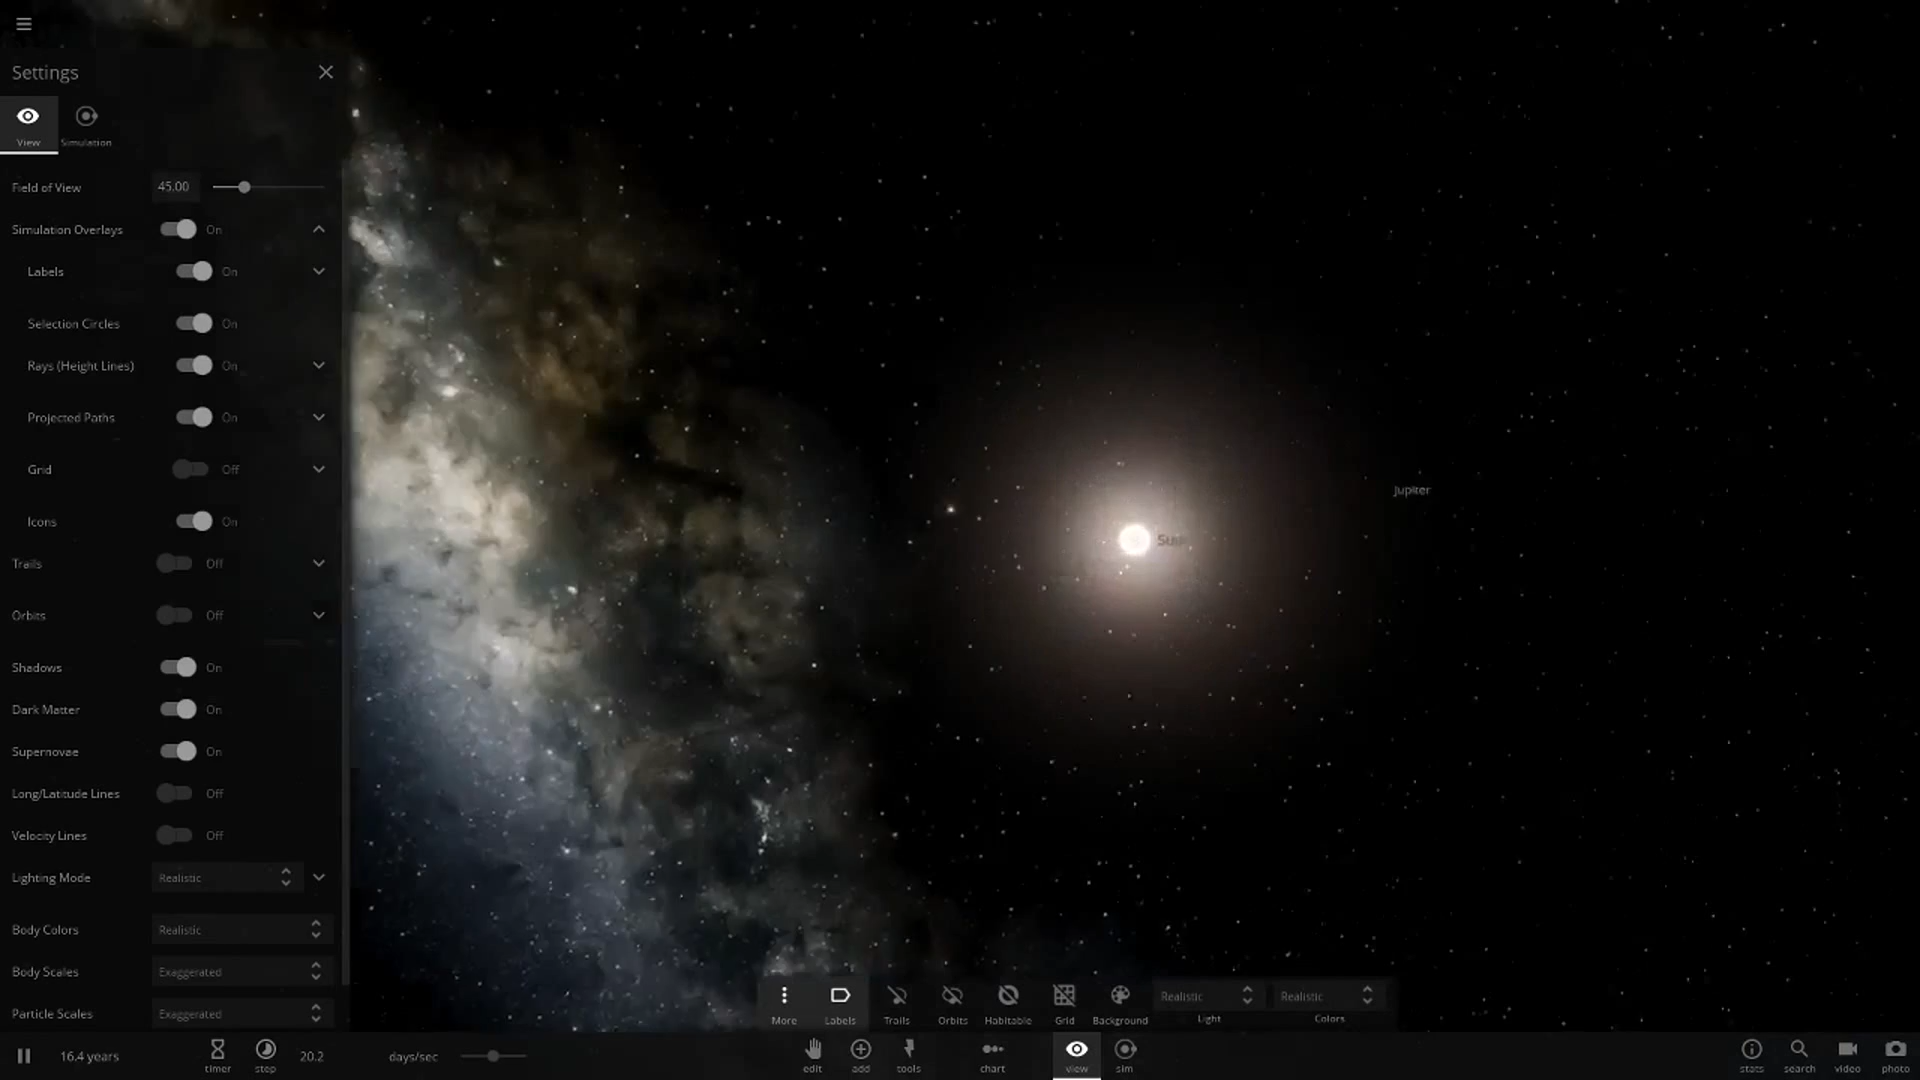 Settings
View
Simulation
Field of View 45.00
Simulation Overlays On
Labels On
Selection Circles On
Rays (Height Lines) On
Projected Paths On
Grid Off
Icons On
Trails Off
Orbits Off
Shadows On
Dark Matter On
Supernovae On
Long/Latitude Lines Off
Velocity Lines Off
Lighting Mode Realistic
Body Colors Realistic
Body Scales Exaggerated
Particle Scales Exaggerated
Jupiter
Sun
More
Labels
Trails
Orbits
Habitable
Grid
Background
Realistic
Light
Realistic
Colors
16.4 years
timer
step
20.2
days/sec
edit
add
tools
chart
view
sim
stats
search
video
photo